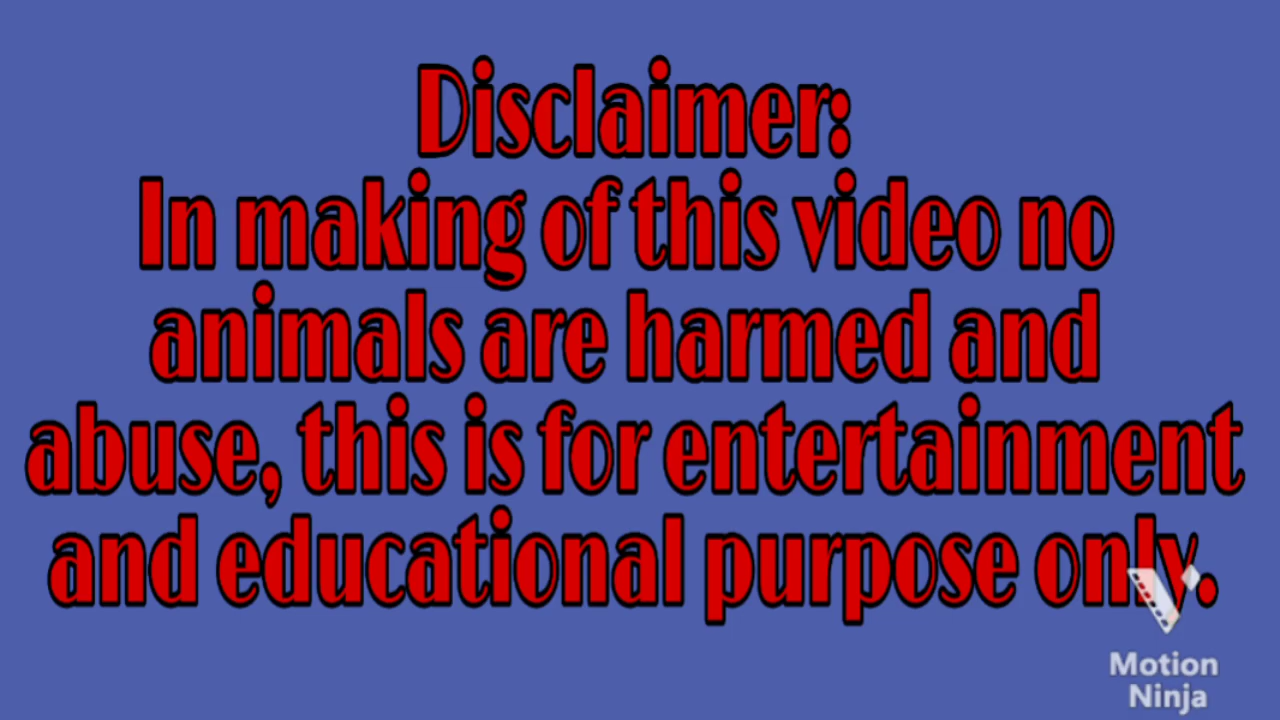 Disclaimer:
In making of this video no
animals are harmed and
abuse, this is for entertainment
and educational purpose only.
Motion
Ninja